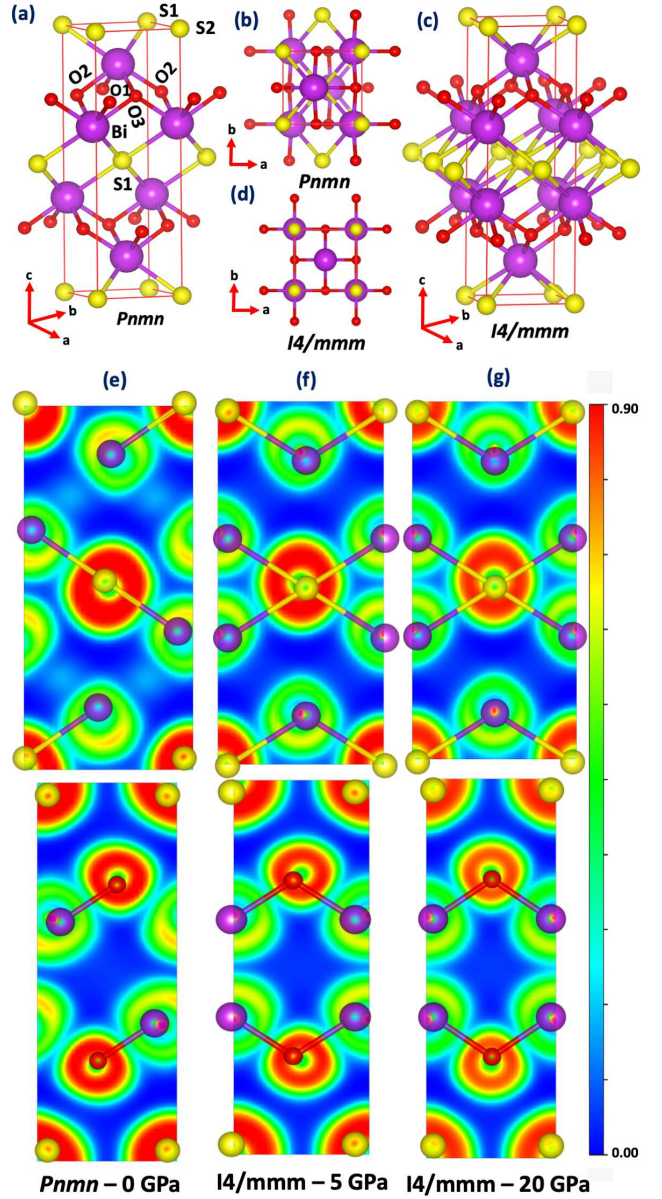 (a)
S1
S2
O2
O1
O2
O3
Bi
S1
c
b
a
Pnmn
(b)
b
a
Pnmn
(c)
(d)
b
a
I4/mmm
c
b
a
I4/mmm
(e)
(f)
(g)
0.90
0.00
Pnmn – 0 GPa
I4/mmm – 5 GPa
I4/mmm – 20 GPa